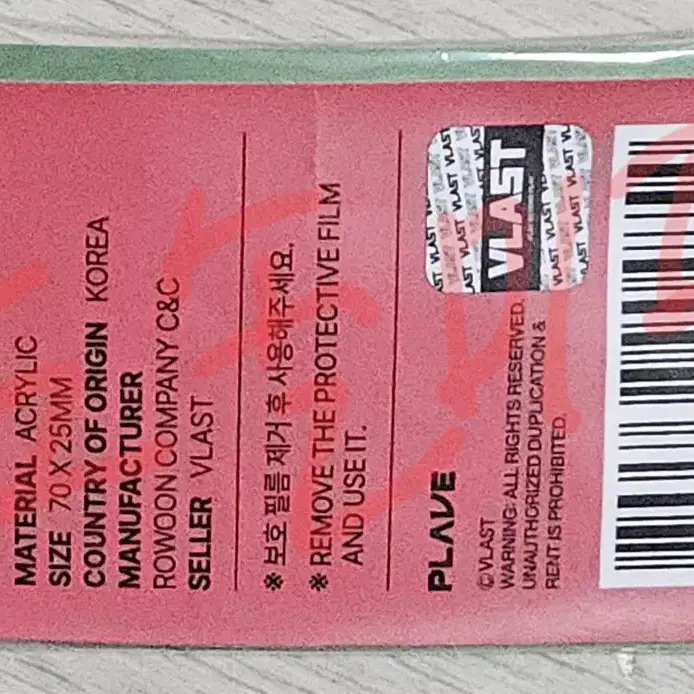 MATERIAL ACRYLIC
SIZE 70 X 25MM
COUNTRY OF ORIGIN KOREA
MANUFACTURER
ROWOON COMPANY C&C
SELLER VLAST
※ 보호 필름 제거 후 사용해주세요.
※ REMOVE THE PROTECTIVE FILM
AND USE IT.
PLAVE
© VLAST
WARNING: ALL RIGHTS RESERVED.
UNAUTHORIZED DUPLICATION &
RENT IS PROHIBITED.
VLAST